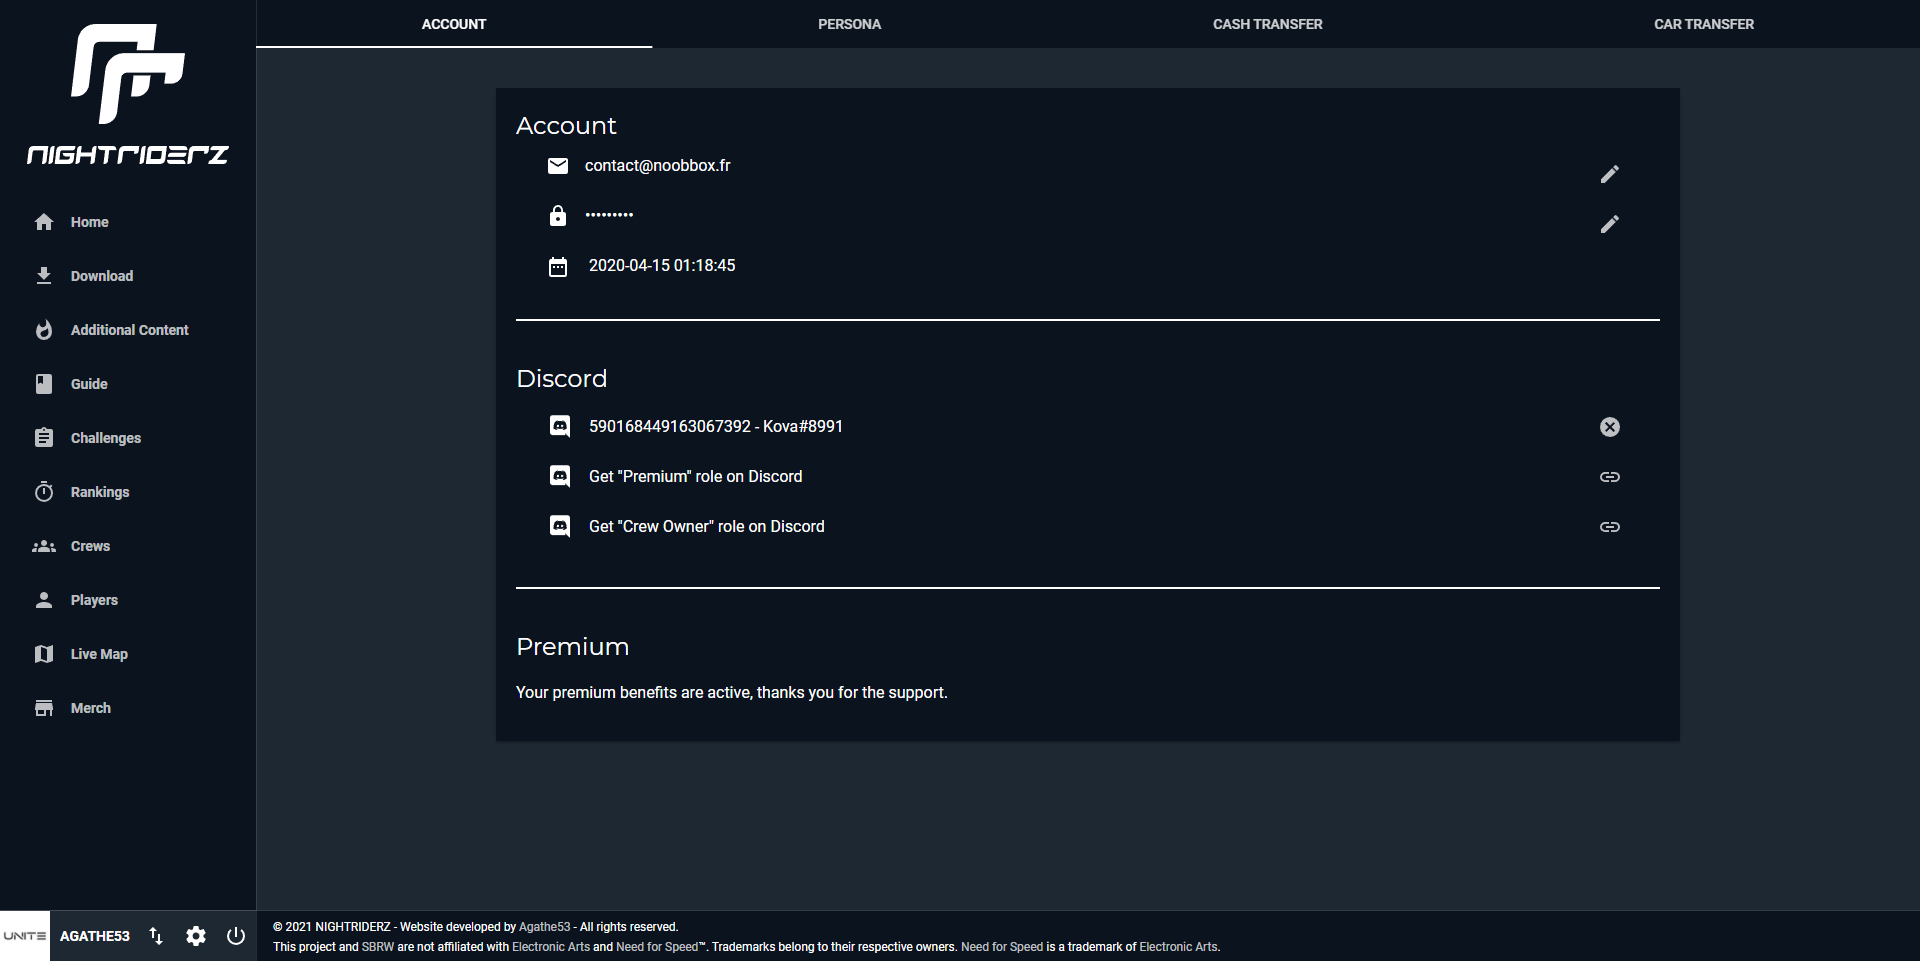 NIGHTRIDERZ
Home
Download
Additional Content
Guide
Challenges
Rankings
Crews
Players
Live Map
Merch
UNITE
AGATHE53
ACCOUNT
PERSONA
CASH TRANSFER
CAR TRANSFER
Account
contact@noobbox.fr
•••••••••
2020-04-15 01:18:45
Discord
590168449163067392 - Kova#8991
Get "Premium" role on Discord
Get "Crew Owner" role on Discord
Premium
Your premium benefits are active, thanks you for the support.
© 2021 NIGHTRIDERZ - Website developed by Agathe53 - All rights reserved.
This project and SBRW are not affiliated with Electronic Arts and Need for Speed™. Trademarks belong to their respective owners. Need for Speed is a trademark of Electronic Arts.